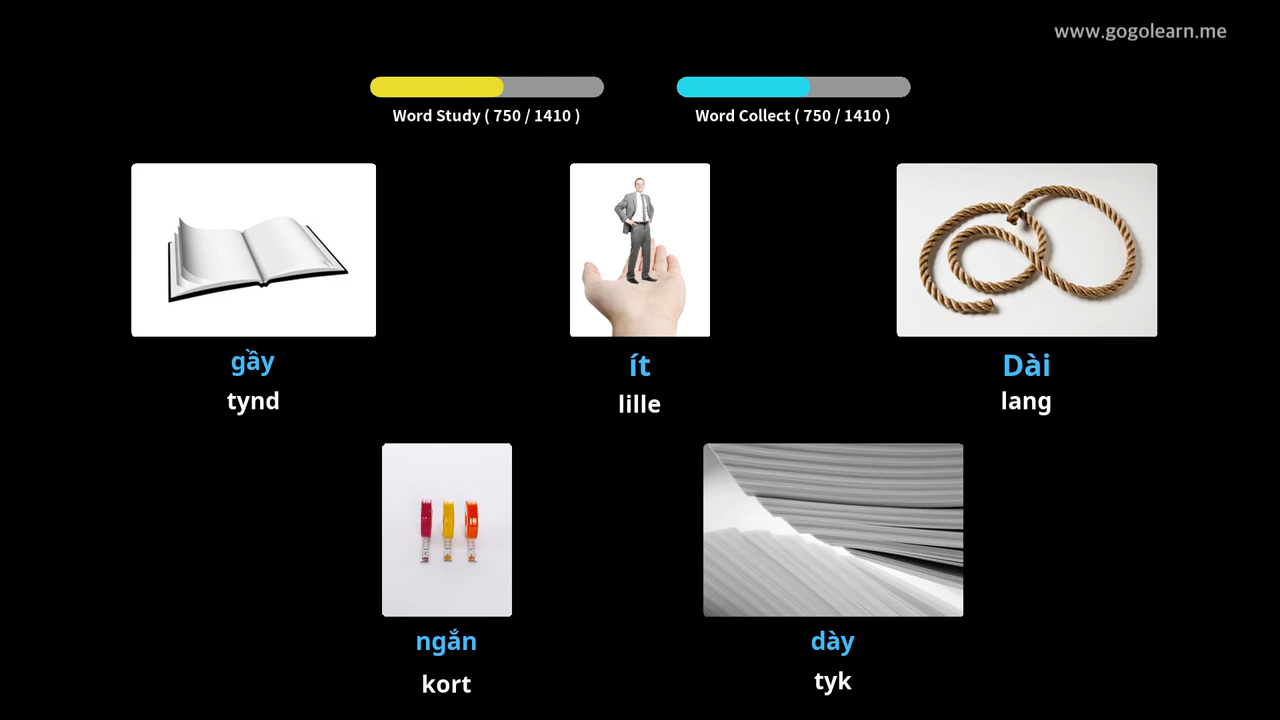 www.gogolearn.me
Word Study ( 750 / 1410 )
Word Collect ( 750 / 1410 )
gầy
ít
Dài
tynd
lille
lang
ngắn
dày
kort
tyk